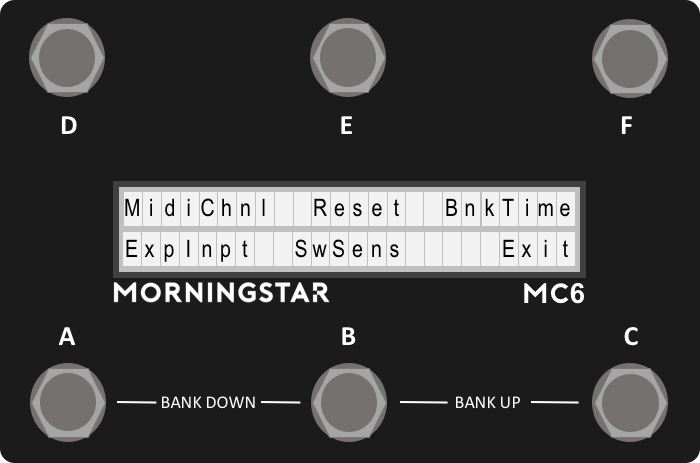 D E F
MidiChnl Reset BnkTime
ExpInpt SwSens Exit
MORNINGSTAR MC6
A B C
BANK DOWN BANK UP